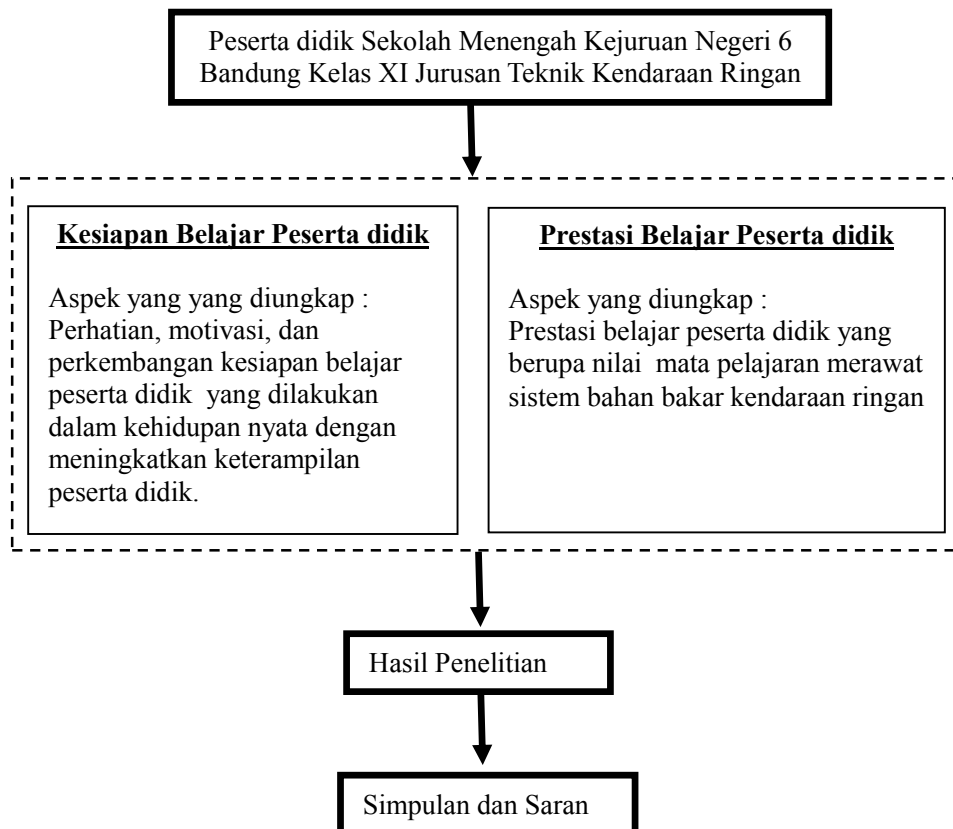 Peserta didik Sekolah Menengah Kejuruan Negeri 6
Bandung Kelas XI Jurusan Teknik Kendaraan Ringan
Kesiapan Belajar Peserta didik
Aspek yang yang diungkap :
Perhatian, motivasi, dan
perkembangan kesiapan belajar
peserta didik yang dilakukan
dalam kehidupan nyata dengan
meningkatkan keterampilan
peserta didik.
Prestasi Belajar Peserta didik
Aspek yang diungkap :
Prestasi belajar peserta didik yang
berupa nilai mata pelajaran merawat
sistem bahan bakar kendaraan ringan
Hasil Penelitian
Simpulan dan Saran